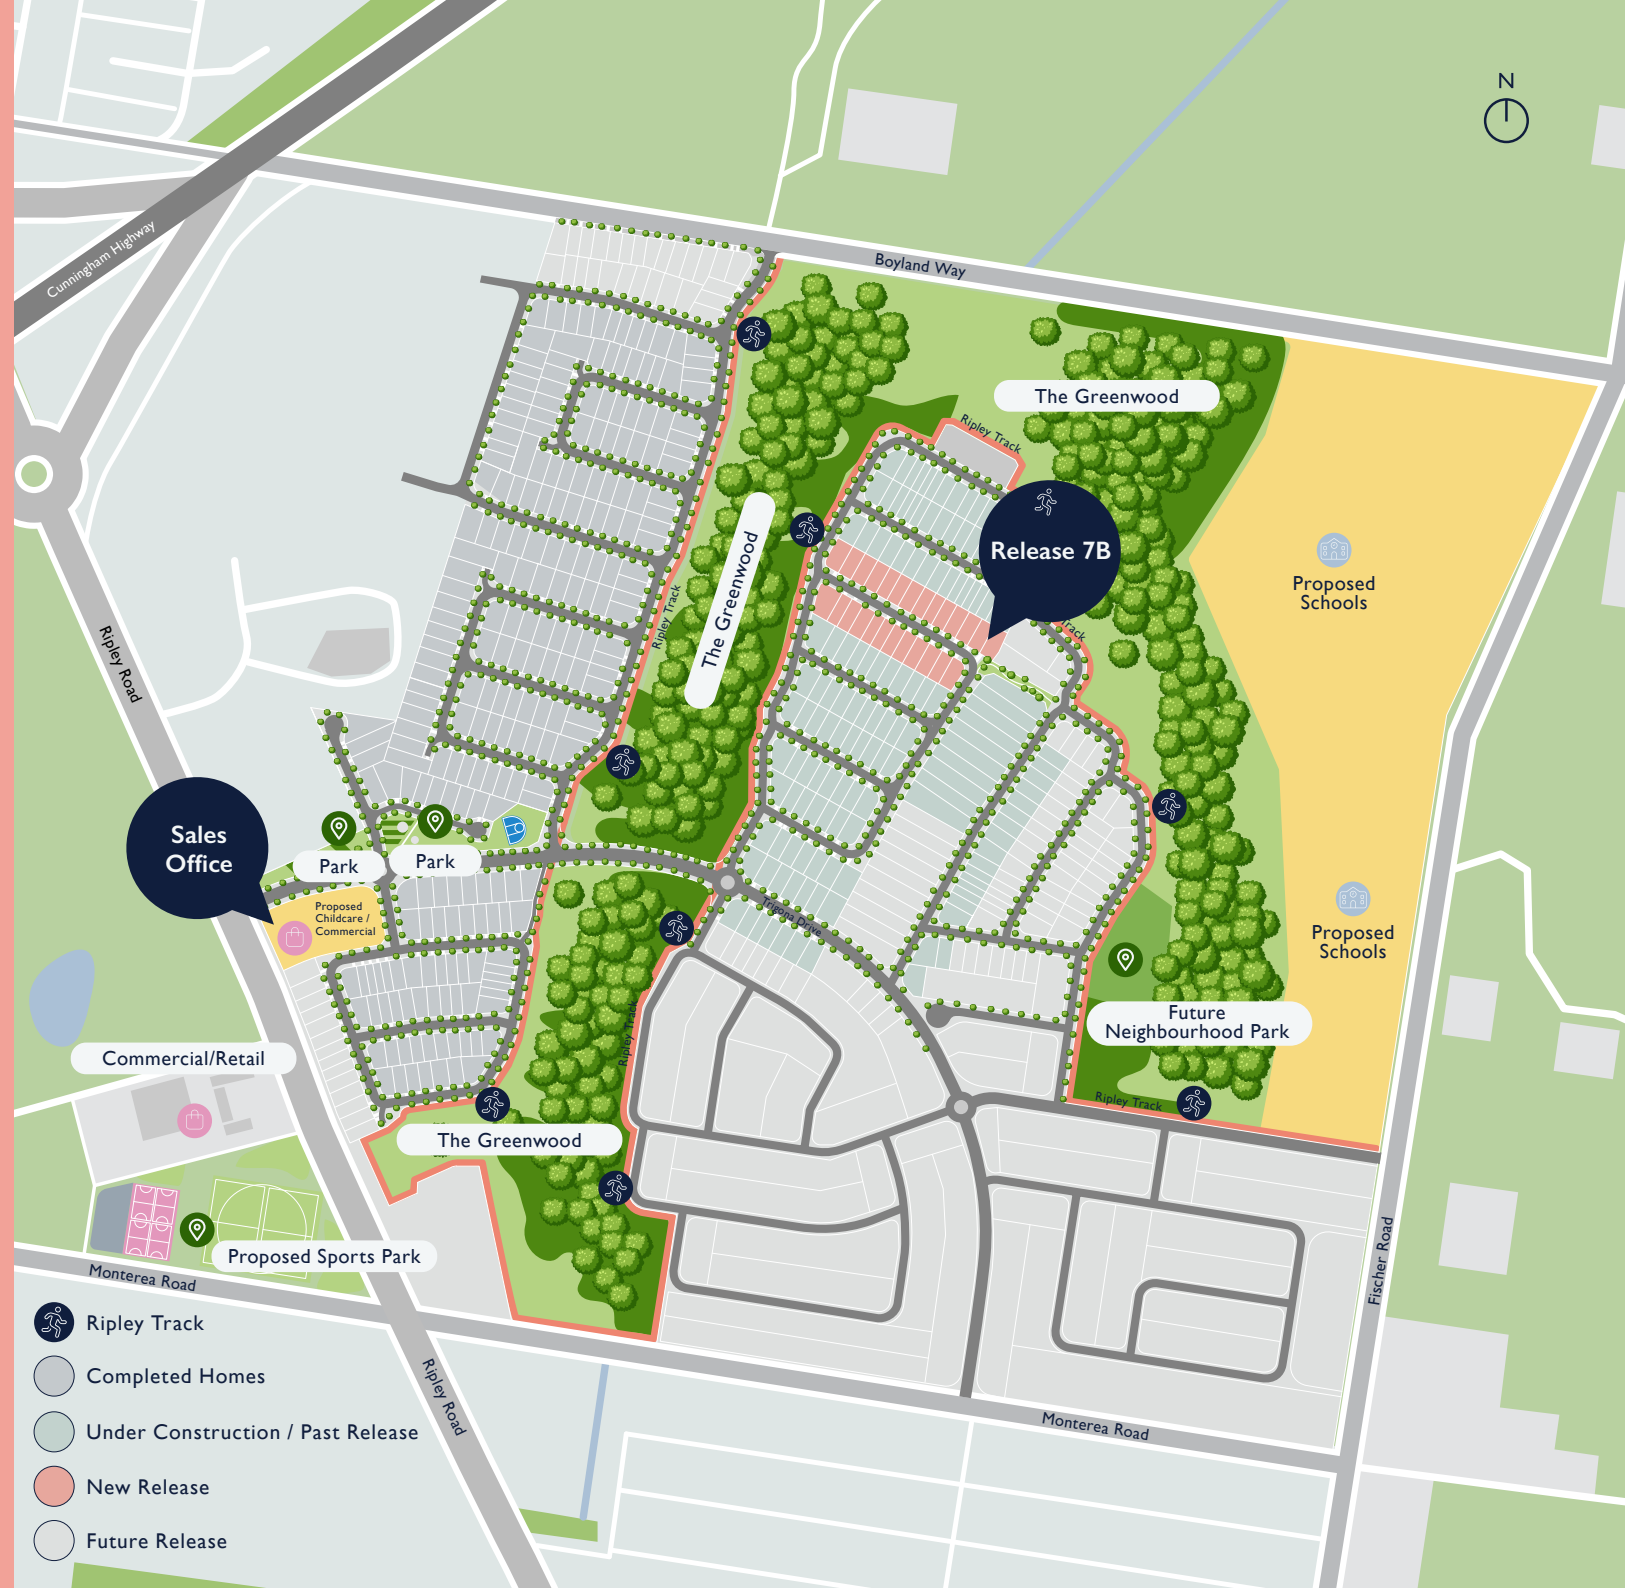 N
Cunningham Highway
Boyland Way
The Greenwood
Ripley Track
Release 7B
Proposed
Schools
The Greenwood
Ripley Track
Track
Ripley Road
Sales
Office
Park
Park
Proposed
Childcare /
Commercial
Trigona Drive
Proposed
Schools
Future
Neighbourhood Park
Ripley Track
Commercial/Retail
Ripley Track
The Greenwood
Proposed Sports Park
Monterea Road
Fischer Road
Ripley Track
Completed Homes
Under Construction / Past Release
New Release
Future Release
Ripley Road
Monterea Road